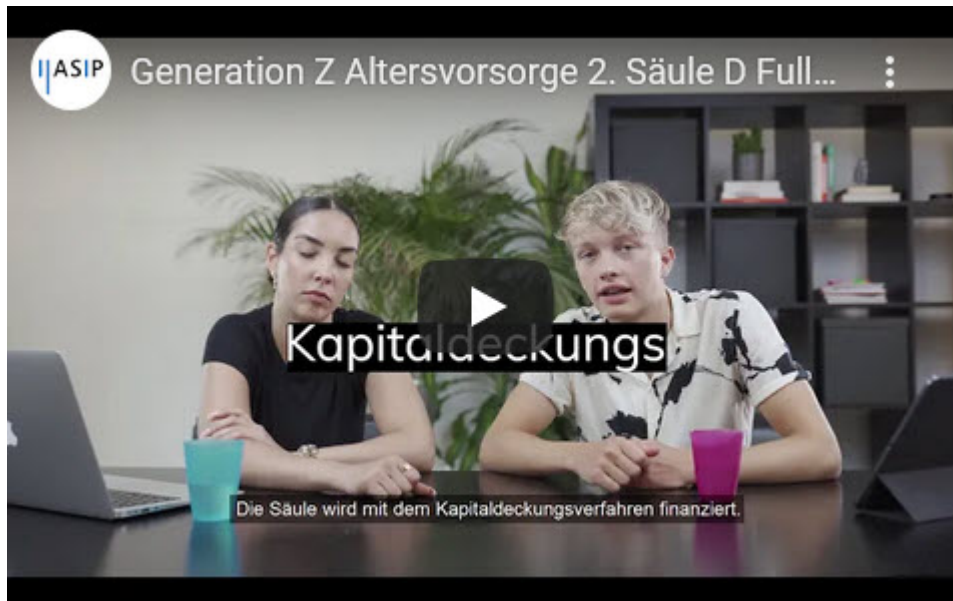 ASIP
Generation Z Altersvorsorge 2. Säule D Full...
Kapitaldeckungs
Die Säule wird mit dem Kapitaldeckungsverfahren finanziert.